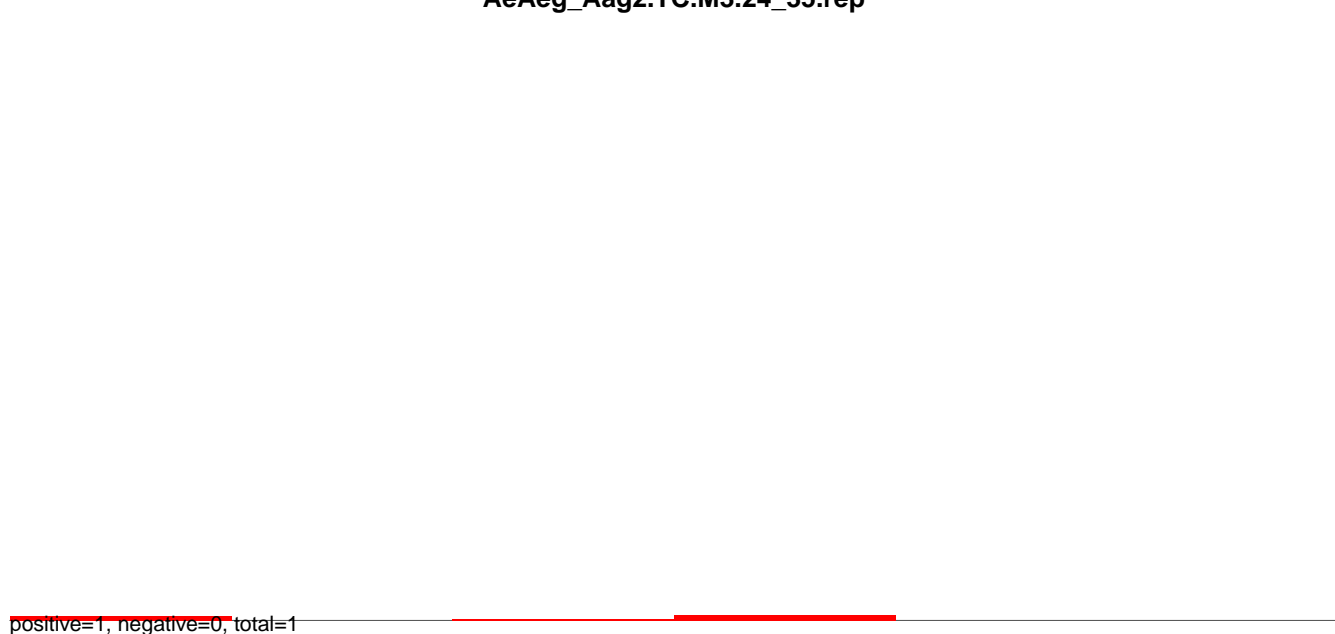 AeAeg_Aag2.TC.M3.24_35.rep
positive=1, negative=0, total=1